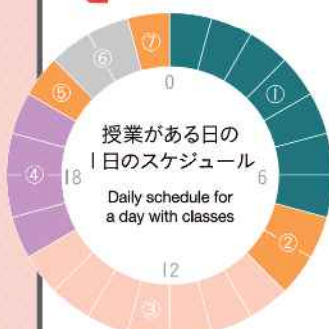 ⑦
⑥
⑤
④
③
②
①
0
6
12
18
授業がある日の
1日のスケジュール
Daily schedule for
a day with classes